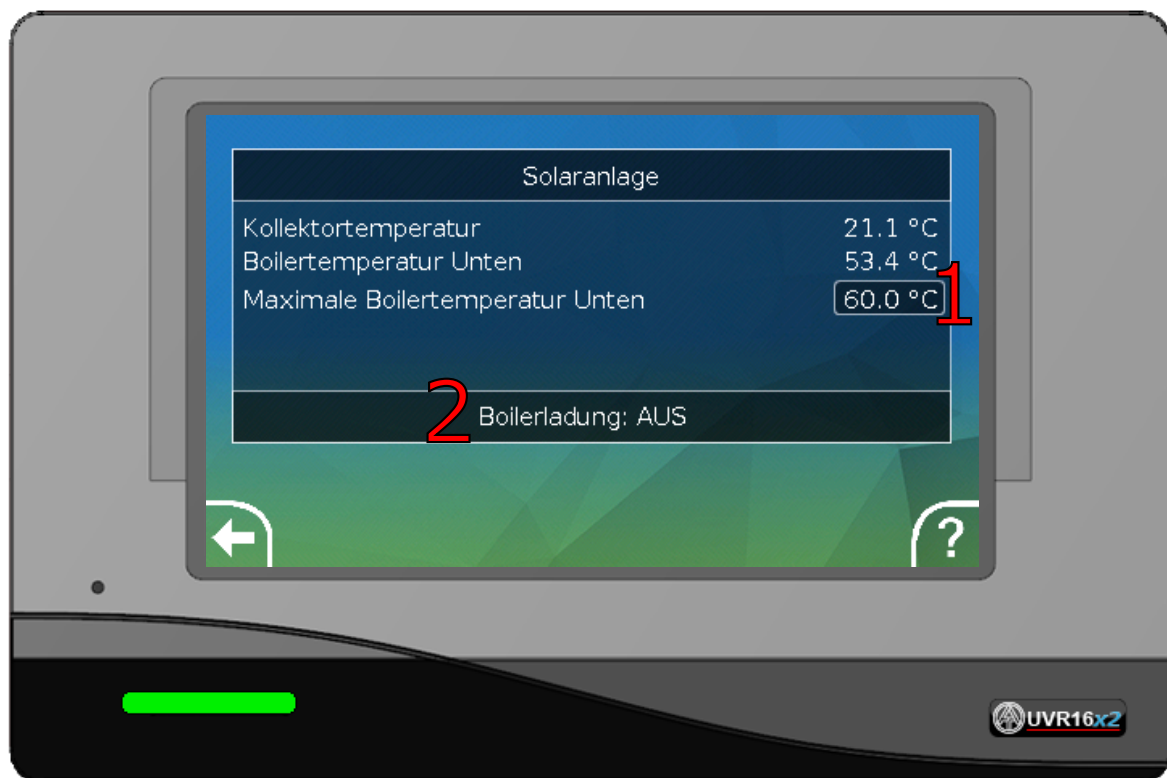 Solaranlage
Kollektortemperatur 21.1 °C
Boilertemperatur Unten 53.4 °C
Maximale Boilertemperatur Unten 60.0 °C 1
2 Boilerladung: AUS
?
UVR16x2